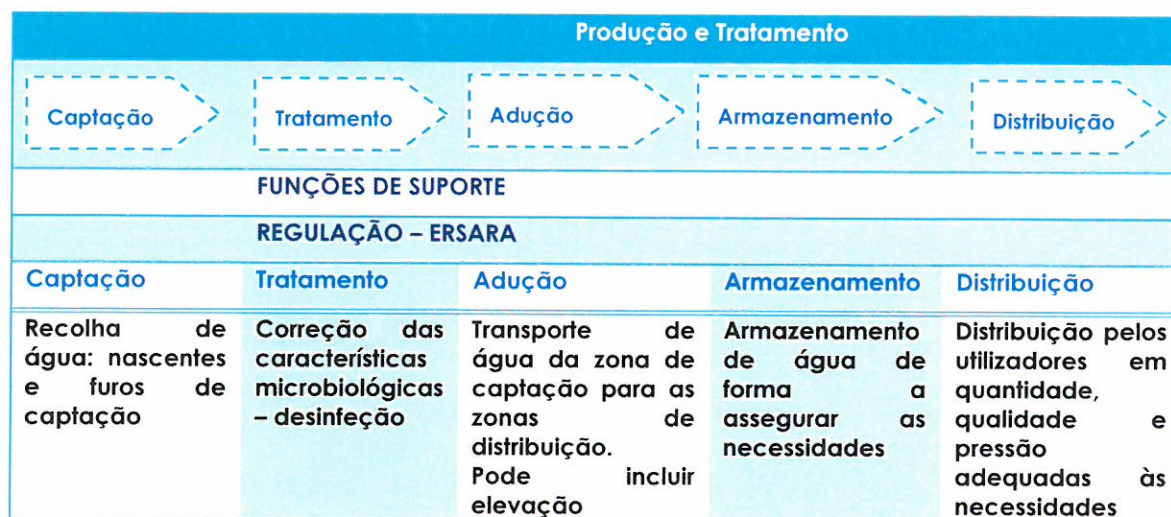 Produção e Tratamento
Captação
Tratamento
Adução
Armazenamento
Distribuição
FUNÇÕES DE SUPORTE
REGULAÇÃO – ERSARA
Captação
Tratamento
Adução
Armazenamento
Distribuição
Recolha de
água: nascentes
e furos de
captação
Correção das
características
microbiológicas
– desinfeção
Transporte de
água da zona de
captação para as
zonas de
distribuição.
Pode incluir
elevação
Armazenamento
de água de
forma a
assegurar as
necessidades
Distribuição pelos
utilizadores em
quantidade,
qualidade e
pressão
adequadas às
necessidades